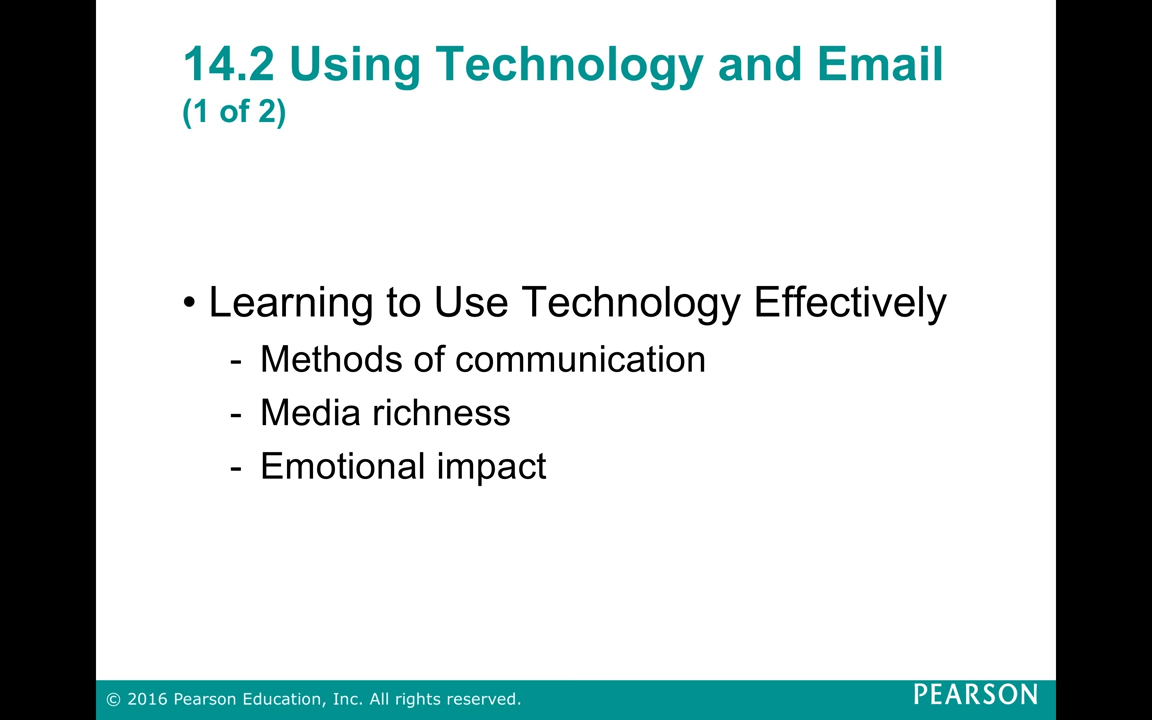 14.2 Using Technology and Email
(1 of 2)
• Learning to Use Technology Effectively
- Methods of communication
- Media richness
- Emotional impact
© 2016 Pearson Education, Inc. All rights reserved.
PEARSON